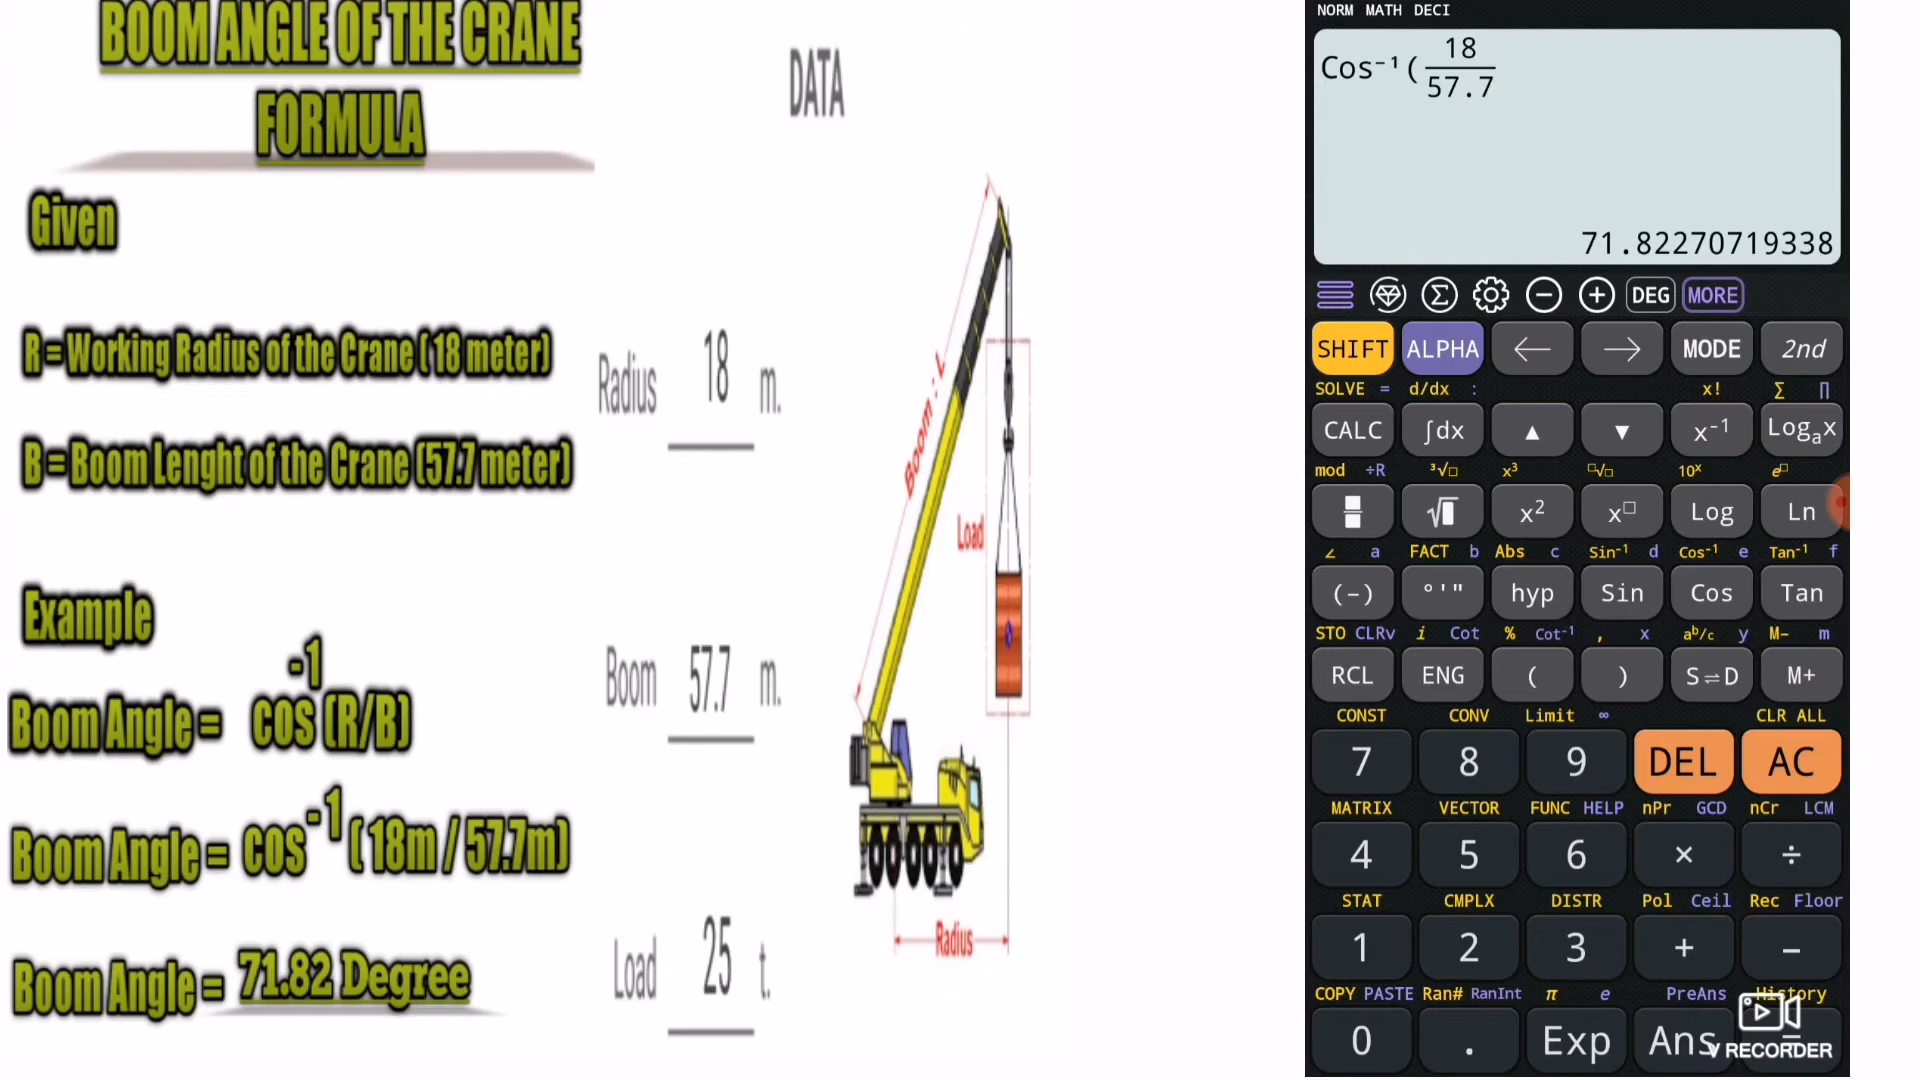 BOOM ANGLE OF THE CRANE
FORMULA
Given
R = Working Radius of the Crane ( 18 meter)
B = Boom Lenght of the Crane (57.7 meter)
Example
Boom Angle = cos⁻¹ (R/B)
Boom Angle = cos⁻¹ ( 18m / 57.7m)
Boom Angle = 71.82 Degree
DATA
Radius 18 m.
Boom 57.7 m.
Load 25 t.
Boom : L
Load
Radius
NORM MATH DECI
Cos⁻¹(18/57.7
71.82270719338
DEG MORE
SHIFT ALPHA ← → MODE 2nd
SOLVE = d/dx : x! ∑ ∏
CALC ∫dx ▲ ▼ x⁻¹ Logₐx
mod ÷R ³√□ x³ □√□ 10ˣ e□
√ x² x□ Log Ln
∠ a FACT b Abs c Sin⁻¹ d Cos⁻¹ e Tan⁻¹ f
(−) °'" hyp Sin Cos Tan
STO CLRv i Cot % Cot⁻¹ , x aᵇ/c y M− m
RCL ENG ( ) S⇌D M+
CONST CONV Limit ∞ CLR ALL
7 8 9 DEL AC
MATRIX VECTOR FUNC HELP nPr GCD nCr LCM
4 5 6 × ÷
STAT CMPLX DISTR Pol Ceil Rec Floor
1 2 3 + −
COPY PASTE Ran# RanInt π e PreAns History
0 . Exp Ans =
V RECORDER